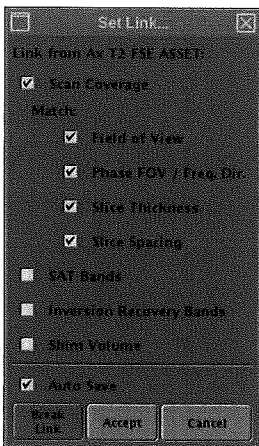 Set Link...
Link from Ax T2 FSE ASSET:
Scan Coverage
Match:
Field of View
Phase FOV / Freq. Dir.
Slice Thickness
Slice Spacing
SAT Bands
Inversion Recovery Bands
Shim Volume
Auto Save
Break Link
Accept
Cancel